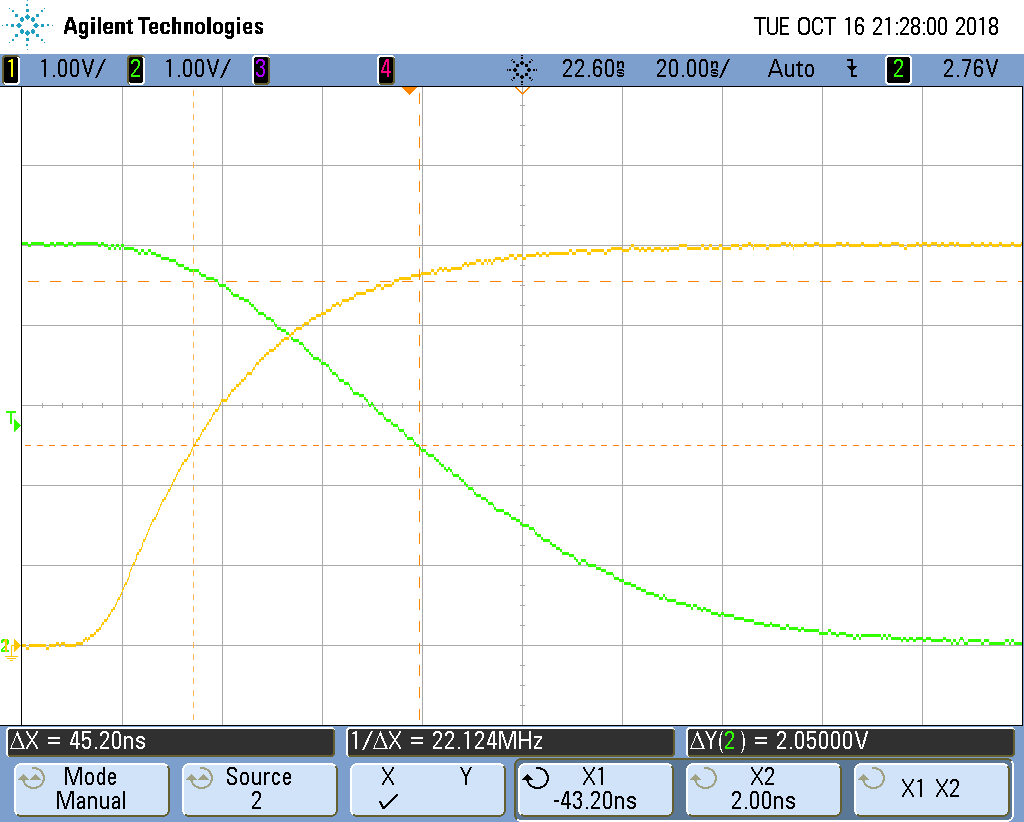 Agilent Technologies TUE OCT 16 21:28:00 2018
1 1.00V/ 2 1.00V/ 3 4 22.60ns 20.00ns/ Auto 2 2.76V
T
2
ΔX = 45.20ns 1/ΔX = 22.124MHz ΔY(2) = 2.05000V
Mode Source X Y X1 X2 X1 X2
Manual 2 ✓ -43.20ns 2.00ns